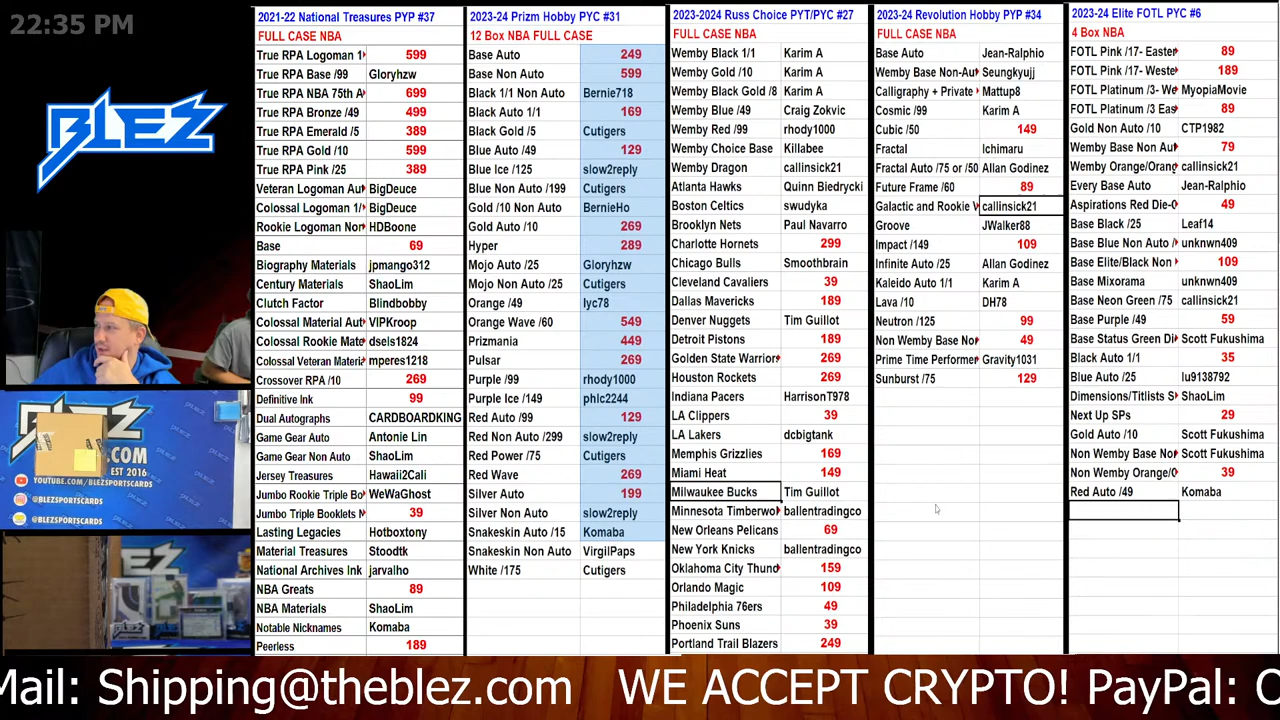 22:35 PM
BLEZ
BLEZ
.COM
EST 2016
YOUTUBE.COM/BLEZSPORTSCARDS
@BLEZSPORTSCARDS
@BLEZSPORTSCARDS
BLEZ
2021-22 National Treasures PYP #37
FULL CASE NBA
True RPA Logoman 1 599
True RPA Base /99 Gloryhzw
True RPA NBA 75th A 699
True RPA Bronze /49 499
True RPA Emerald /5 389
True RPA Gold /10 599
True RPA Pink /25 389
Veteran Logoman Au BigDeuce
Colossal Logoman 1/ BigDeuce
Rookie Logoman Non HDBoone
Base 69
Biography Materials jpmango312
Century Materials ShaoLim
Clutch Factor Blindbobby
Colossal Material Aut VIPKroop
Colossal Rookie Mate dsels1824
Colossal Veteran Materi mperes1218
Crossover RPA /10 269
Definitive Ink 99
Dual Autographs CARDBOARDKING
Game Gear Auto Antonie Lin
Game Gear Non Auto ShaoLim
Jersey Treasures Hawaii2Cali
Jumbo Rookie Triple Bo WeWaGhost
Jumbo Triple Booklets N 39
Lasting Legacies Hotboxtony
Material Treasures Stoodtk
National Archives Ink jarvalho
NBA Greats 89
NBA Materials ShaoLim
Notable Nicknames Komaba
Peerless 189
2023-24 Prizm Hobby PYC #31
12 Box NBA FULL CASE
Base Auto 249
Base Non Auto 599
Black 1/1 Non Auto Bernie718
Black Auto 1/1 169
Black Gold /5 Cutigers
Blue Auto /49 129
Blue Ice /125 slow2reply
Blue Non Auto /199 Cutigers
Gold /10 Non Auto BernieHo
Gold Auto /10 269
Hyper 289
Mojo Auto /25 Gloryhzw
Mojo Non Auto /25 Cutigers
Orange /49 lyc78
Orange Wave /60 549
Prizmania 449
Pulsar 269
Purple /99 rhody1000
Purple Ice /149 phlc2244
Red Auto /99 129
Red Non Auto /299 slow2reply
Red Power /75 Cutigers
Red Wave 269
Silver Auto 199
Silver Non Auto slow2reply
Snakeskin Auto /15 Komaba
Snakeskin Non Auto VirgilPaps
White /175 Cutigers
2023-2024 Russ Choice PYT/PYC #27
FULL CASE NBA
Wemby Black 1/1 Karim A
Wemby Gold /10 Karim A
Wemby Black Gold /8 Karim A
Wemby Blue /49 Craig Zokvic
Wemby Red /99 rhody1000
Wemby Choice Base Killabee
Wemby Dragon callinsick21
Atlanta Hawks Quinn Biedrycki
Boston Celtics swudyka
Brooklyn Nets Paul Navarro
Charlotte Hornets 299
Chicago Bulls Smoothbrain
Cleveland Cavaliers 39
Dallas Mavericks 189
Denver Nuggets Tim Guillot
Detroit Pistons 189
Golden State Warrior 269
Houston Rockets 269
Indiana Pacers HarrisonT978
LA Clippers 39
LA Lakers dcbigtank
Memphis Grizzlies 169
Miami Heat 149
Milwaukee Bucks Tim Guillot
Minnesota Timberwo ballentradingco
New Orleans Pelicans 69
New York Knicks ballentradingco
Oklahoma City Thund 159
Orlando Magic 109
Philadelphia 76ers 49
Phoenix Suns 39
Portland Trail Blazers 249
2023-24 Revolution Hobby PYP #34
FULL CASE NBA
Base Auto Jean-Ralphio
Wemby Base Non-Au Seungkyujj
Calligraphy + Private Mattup8
Cosmic /99 Karim A
Cubic /50 149
Fractal Ichimaru
Fractal Auto /75 or /50 Allan Godinez
Future Frame /60 89
Galactic and Rookie V callinsick21
Groove JWalker88
Impact /149 109
Infinite Auto /25 Allan Godinez
Kaleido Auto 1/1 Karim A
Lava /10 DH78
Neutron /125 99
Non Wemby Base No 49
Prime Time Performer Gravity1031
Sunburst /75 129
2023-24 Elite FOTL PYC #6
4 Box NBA
FOTL Pink /17- Easter 89
FOTL Pink /17- Weste 189
FOTL Platinum /3- We MyopiaMovie
FOTL Platinum /3 Eas 89
Gold Non Auto /10 CTP1982
Wemby Base Non Au 79
Wemby Orange/Orang callinsick21
Every Base Auto Jean-Ralphio
Aspirations Red Die-C 49
Base Black /25 Leaf14
Base Blue Non Auto / unknwn409
Base Elite/Black Non 109
Base Mixorama unknwn409
Base Neon Green /75 callinsick21
Base Purple /49 59
Base Status Green Di Scott Fukushima
Black Auto 1/1 35
Blue Auto /25 lu9138792
Dimensions/Titlists S ShaoLim
Next Up SPs 29
Gold Auto /10 Scott Fukushima
Non Wemby Base Non Scott Fukushima
Non Wemby Orange/O 39
Red Auto /49 Komaba
Mail: Shipping@theblez.com WE ACCEPT CRYPTO! PayPal: C